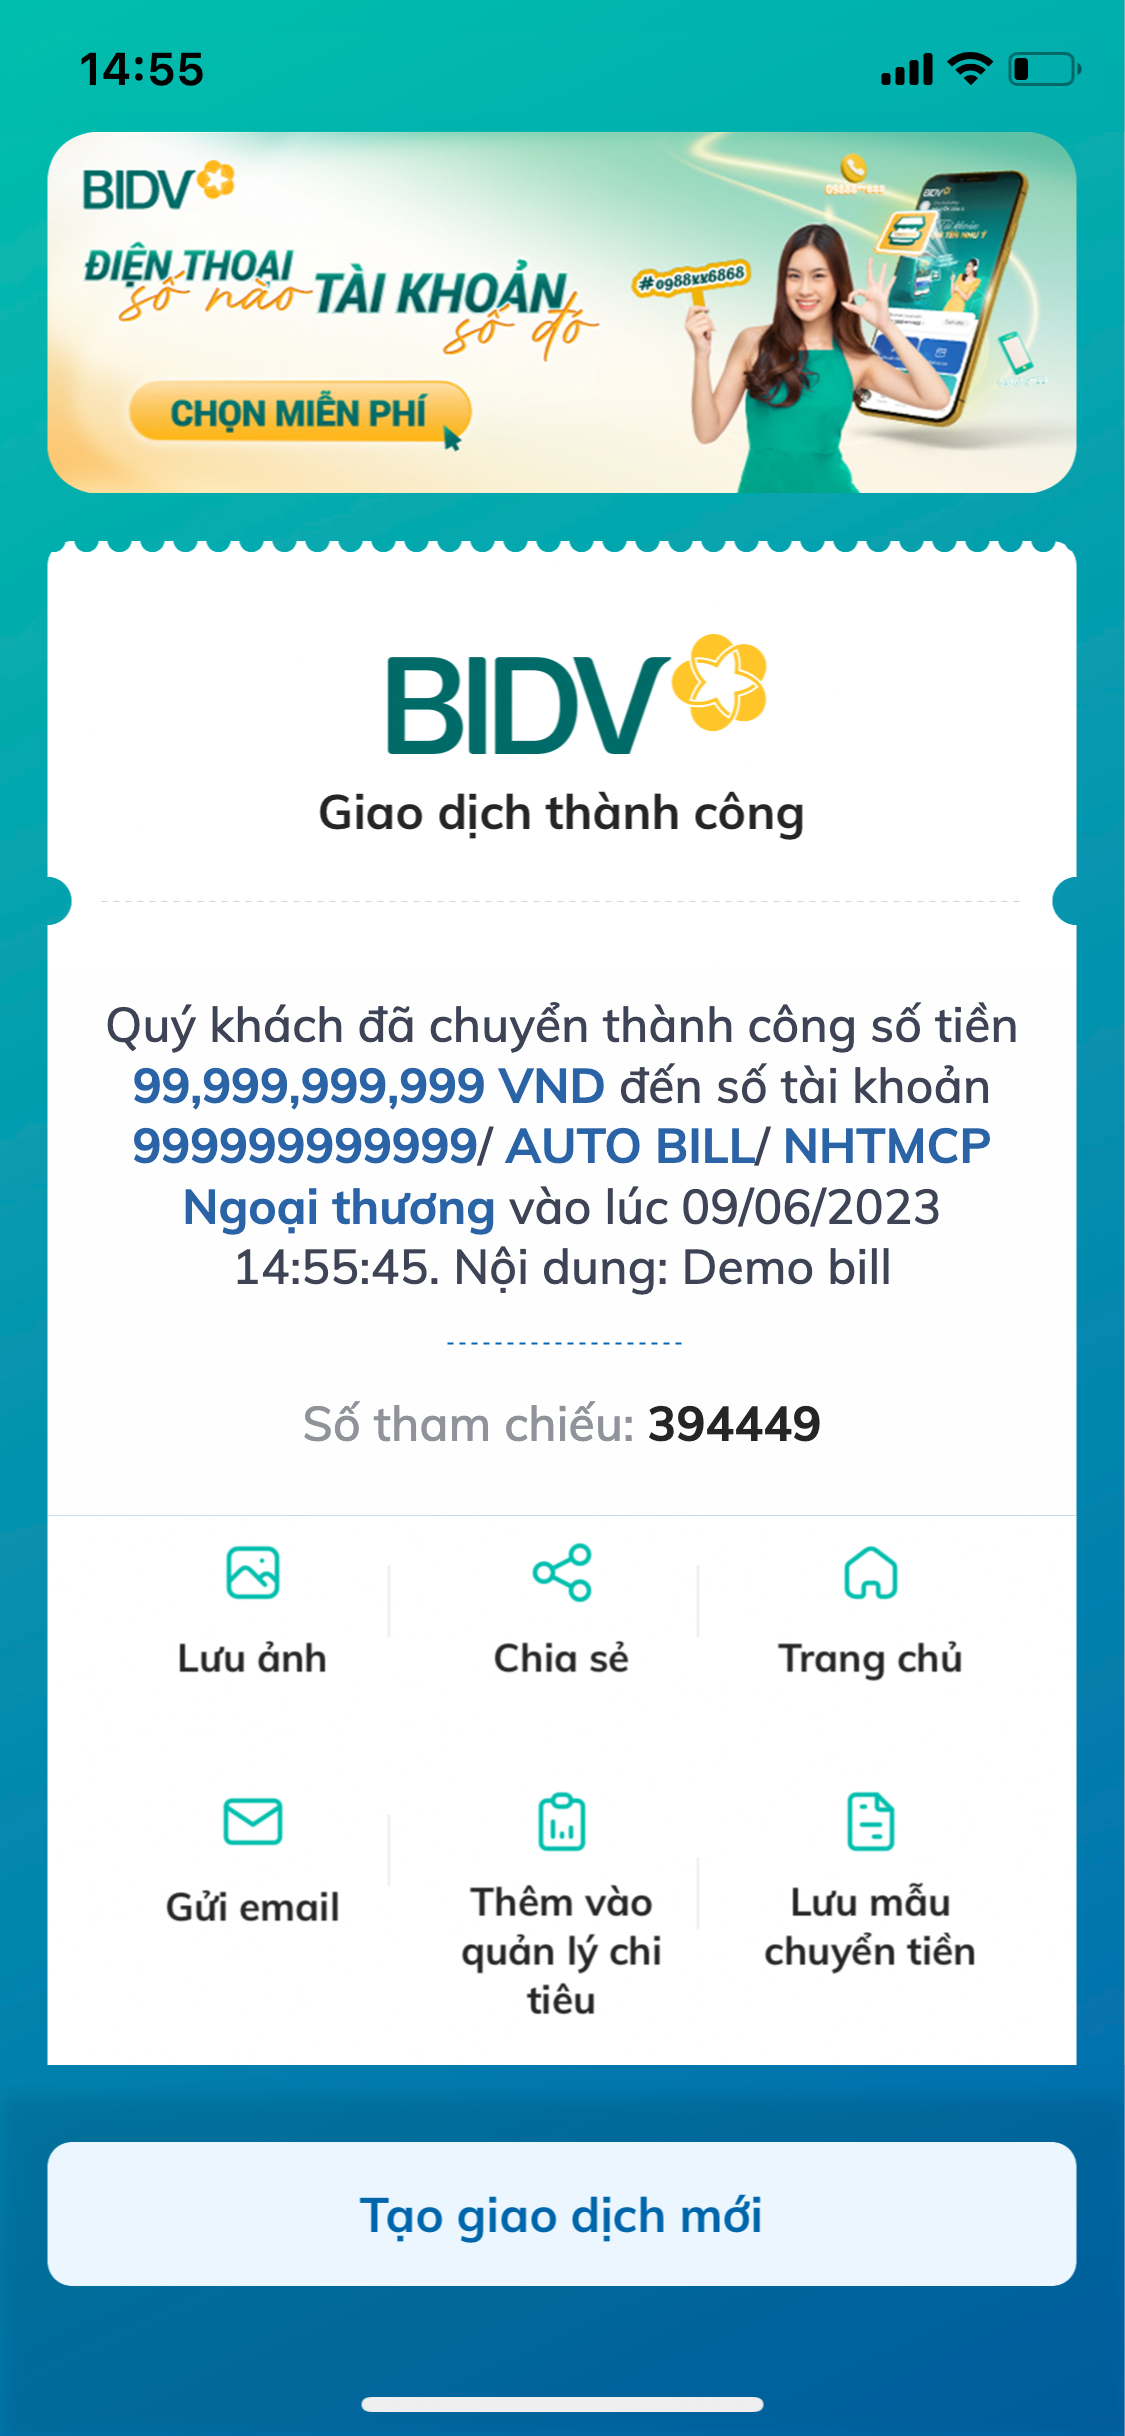 14:55
BIDV
09888**888
ĐIỆN THOẠI
số nào TÀI KHOẢN
số đó
#0988xx6868
CHỌN MIỄN PHÍ
BIDV
Giao dịch thành công
Quý khách đã chuyển thành công số tiền
99,999,999,999 VND đến số tài khoản
999999999999/ AUTO BILL/ NHTMCP
Ngoại thương vào lúc 09/06/2023
14:55:45. Nội dung: Demo bill
Số tham chiếu: 394449
Lưu ảnh
Chia sẻ
Trang chủ
Gửi email
Thêm vào
quản lý chi
tiêu
Lưu mẫu
chuyển tiền
Tạo giao dịch mới